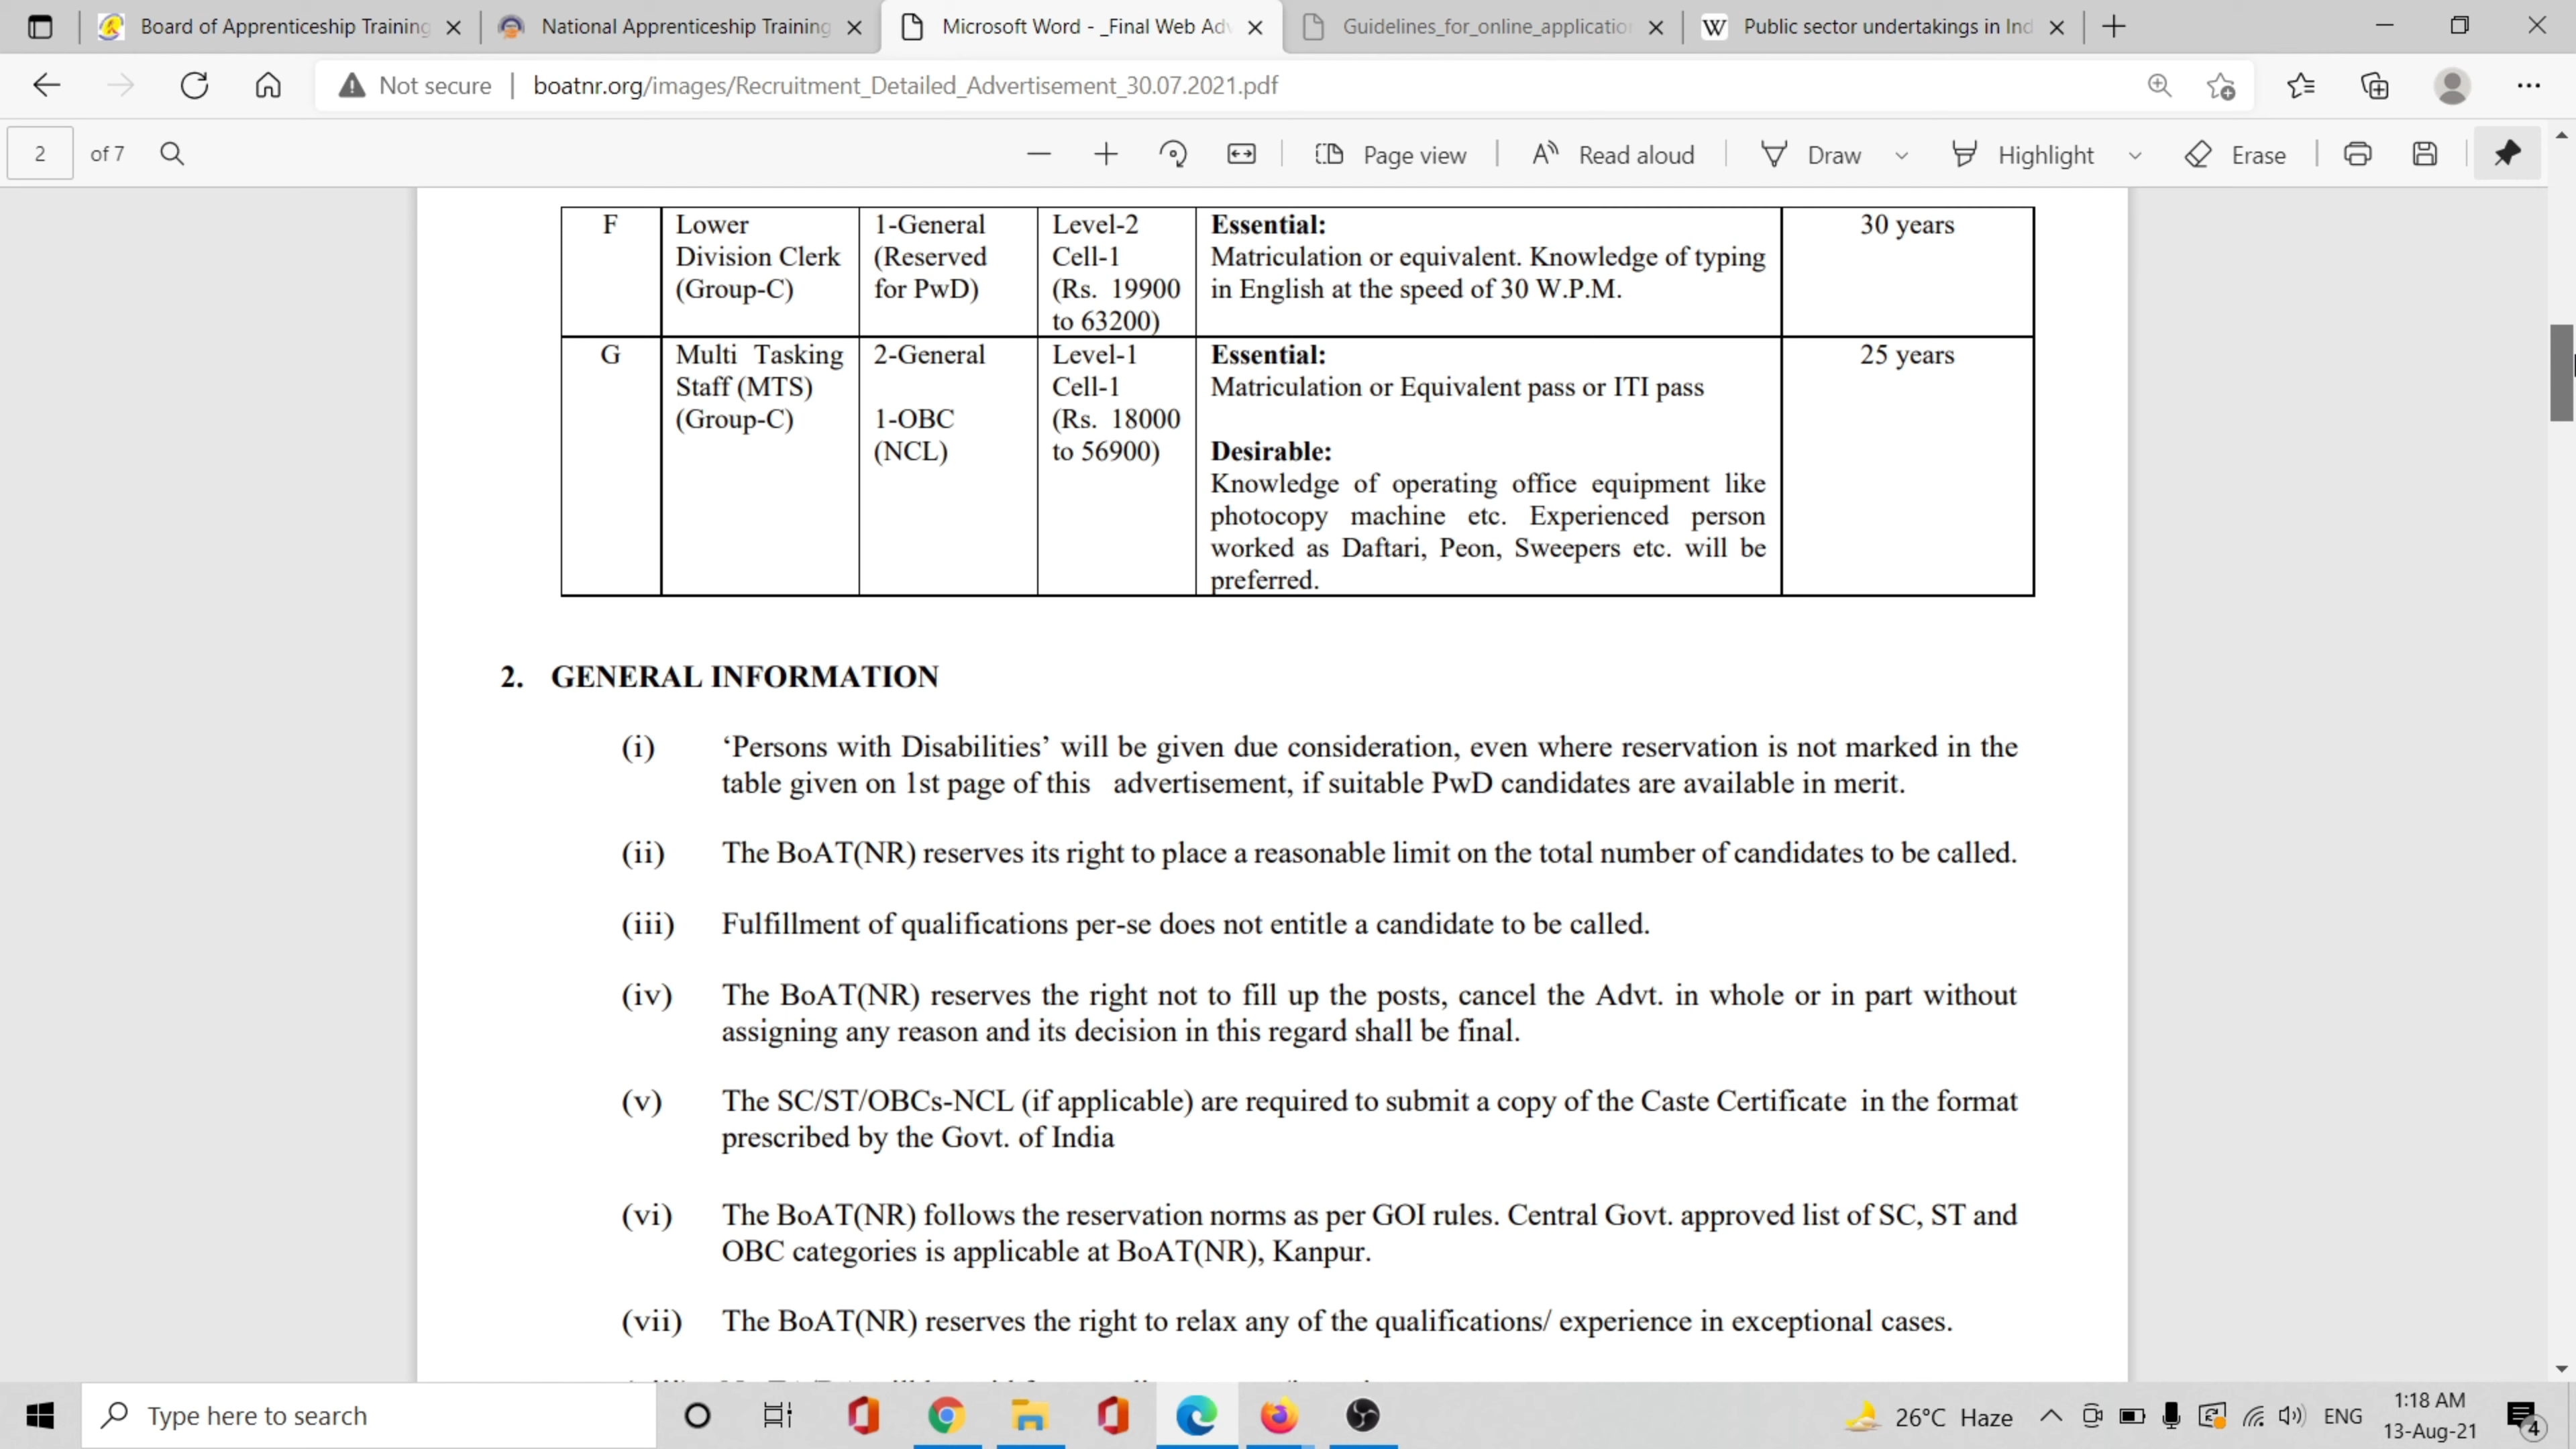 Board of Apprenticeship Training
National Apprenticeship Training
Microsoft Word - _Final Web Adv
Guidelines_for_online_application
W Public sector undertakings in Ind
Not secure | boatnr.org/images/Recruitment_Detailed_Advertisement_30.07.2021.pdf
2 of 7
Page view
Read aloud
Draw
Highlight
Erase
F
Lower
Division Clerk
(Group-C)
1-General
(Reserved
for PwD)
Level-2
Cell-1
(Rs. 19900
to 63200)
Essential:
Matriculation or equivalent. Knowledge of typing
in English at the speed of 30 W.P.M.
30 years
G
Multi Tasking
Staff (MTS)
(Group-C)
2-General
1-OBC
(NCL)
Level-1
Cell-1
(Rs. 18000
to 56900)
Essential:
Matriculation or Equivalent pass or ITI pass
Desirable:
Knowledge of operating office equipment like
photocopy machine etc. Experienced person
worked as Daftari, Peon, Sweepers etc. will be
preferred.
25 years
2. GENERAL INFORMATION
(i) ‘Persons with Disabilities’ will be given due consideration, even where reservation is not marked in the
table given on 1st page of this advertisement, if suitable PwD candidates are available in merit.
(ii) The BoAT(NR) reserves its right to place a reasonable limit on the total number of candidates to be called.
(iii) Fulfillment of qualifications per-se does not entitle a candidate to be called.
(iv) The BoAT(NR) reserves the right not to fill up the posts, cancel the Advt. in whole or in part without
assigning any reason and its decision in this regard shall be final.
(v) The SC/ST/OBCs-NCL (if applicable) are required to submit a copy of the Caste Certificate in the format
prescribed by the Govt. of India
(vi) The BoAT(NR) follows the reservation norms as per GOI rules. Central Govt. approved list of SC, ST and
OBC categories is applicable at BoAT(NR), Kanpur.
(vii) The BoAT(NR) reserves the right to relax any of the qualifications/ experience in exceptional cases.
Type here to search
26°C Haze
ENG
1:18 AM
13-Aug-21
4